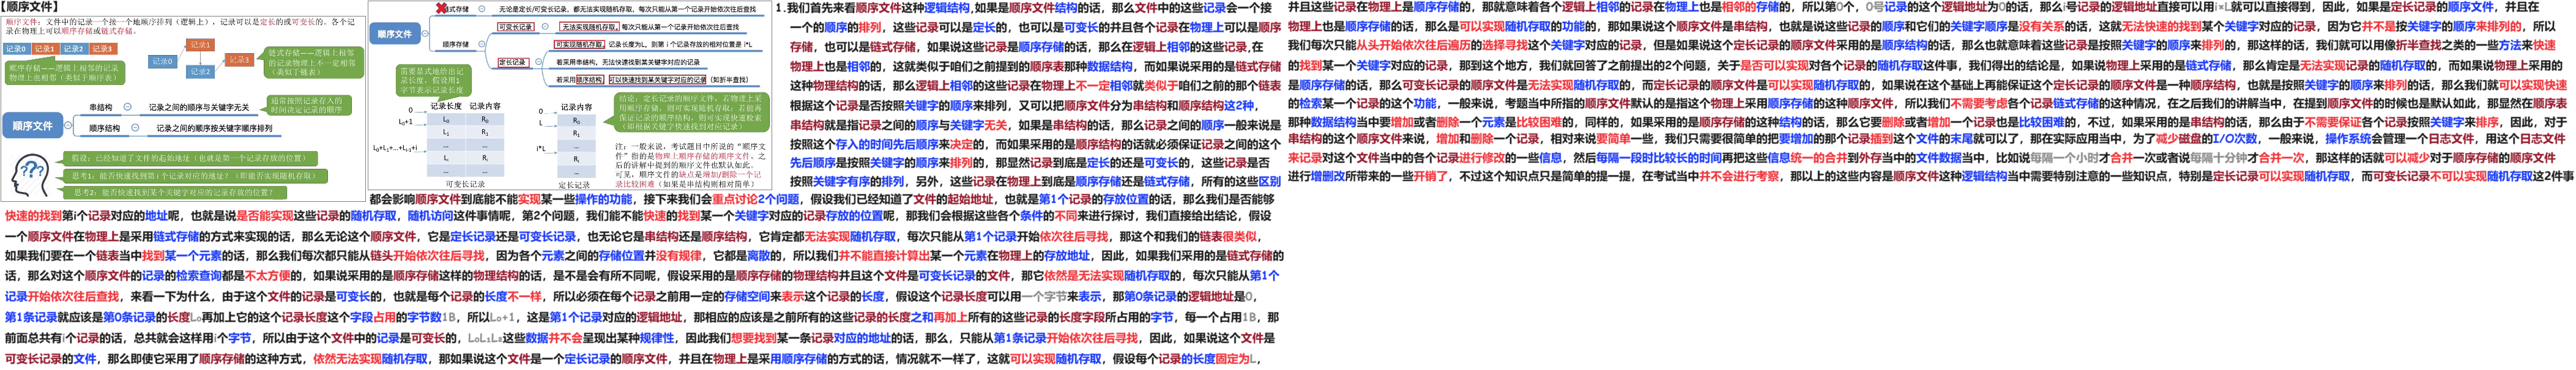 【顺序文件】
顺序文件：文件中的记录一个接一个地顺序排列（逻辑上），记录可以是定长的或可变长的。各个记
录在物理上可以顺序存储或链式存储。
记录0 记录1 记录2 记录3
顺序存储——逻辑上相邻的记录
物理上也相邻（类似于顺序表）
记录0
记录1
记录2
记录3
链式存储——逻辑上相邻
的记录物理上不一定相邻
（类似于链表）
顺序文件
串结构
记录之间的顺序与关键字无关
通常按照记录存入的
时间决定记录的顺序
顺序结构
记录之间的顺序按关键字顺序排列
假设：已经知道了文件的起始地址（也就是第一个记录存放的位置）
思考1：能否快速找到第i个记录对应的地址？（即能否实现随机存取）
思考2：能否快速找到某个关键字对应的记录存放的位置？
顺序文件
链式存储
无论是定长/可变长记录，都无法实现随机存取，每次只能从第一个记录开始依次往后查找
顺序存储
可变长记录
无法实现随机存取。每次只能从第一个记录开始依次往后查找
定长记录
可实现随机存取。记录长度为L，则第i个记录存放的相对位置是 i*L
若采用串结构，无法快速找到某关键字对应的记录
若采用顺序结构，可以快速找到某关键字对应的记录（如折半查找）
需要显式地给出记
录长度，假设用1
字节表示记录长度
记录长度 记录内容
0
L₀ R₀
L₀+1
L₁ R₁
... ...
L₀+L₁+...+Lᵢ₋₁+i
Lᵢ Rᵢ
... ...
可变长记录
记录内容
0
R₀
L
R₁
...
i*L
Rᵢ
...
定长记录
结论：定长记录的顺序文件，若物理上采
用顺序存储，则可实现随机存取；若能再
保证记录的顺序结构，则可实现快速检索
（即根据关键字快速找到对应记录）
注：一般来说，考试题目中所说的“顺序文
件”指的是物理上顺序存储的顺序文件。之
后的讲解中提到的顺序文件也默认如此。
可见，顺序文件的缺点是增加/删除一个记
录比较困难（如果是串结构则相对简单）
1.我们首先来看顺序文件这种逻辑结构，如果是顺序文件结构的话，那么文件中的这些记录会一个接
一个的顺序的排列，这些记录可以是定长的，也可以是可变长的并且各个记录在物理上可以是顺序
存储，也可以是链式存储，如果说这些记录是顺序存储的话，那么在逻辑上相邻的这些记录，在
物理上也是相邻的，这就类似于咱们之前提到的顺序表那种数据结构，而如果说采用的是链式存储
这种物理结构的话，那么逻辑上相邻的这些记录在物理上不一定相邻就类似于咱们之前的那个链表
根据这个记录是否按照关键字的顺序来排列，又可以把顺序文件分为串结构和顺序结构这2种，
串结构就是指记录之间的顺序与关键字无关，如果是串结构的话，那么记录之间的顺序一般来说是
按照这个存入的时间先后顺序来决定的，而如果采用的是顺序结构的话就必须保证记录之间的这个
先后顺序是按照关键字的顺序来排列的，那显然记录到底是定长的还是可变长的，这些记录是否
按照关键字有序的排列，另外，这些记录在物理上到底是顺序存储还是链式存储，所有的这些区别
都会影响顺序文件到底能不能实现某一些操作的功能，接下来我们会重点讨论2个问题，假设我们已经知道了文件的起始地址，也就是第1个记录的存放位置的话，那么我们是否能够
快速的找到第i个记录对应的地址呢，也就是说是否能实现这些记录的随机存取，随机访问这件事情呢，第2个问题，我们能不能快速的找到某一个关键字对应的记录存放的位置呢，那我们会根据这些各个条件的不同来进行探讨，我们直接给出结论，假设
一个顺序文件在物理上是采用链式存储的方式来实现的话，那么无论这个顺序文件，它是定长记录还是可变长记录，也无论它是串结构还是顺序结构，它肯定都无法实现随机存取，每次只能从第1个记录开始依次往后寻找，那这个和我们的链表很类似，
如果我们要在一个链表当中找到某一个元素的话，那么我们每次都只能从链头开始依次往后寻找，因为各个元素之间的存储位置并没有规律，它都是离散的，所以我们并不能直接计算出某一个元素在物理上的存放地址，因此，如果我们采用的是链式存储的
话，那么对这个顺序文件的记录的检索查询都是不太方便的，如果说采用的是顺序存储这样的物理结构的话，是不是会有所不同呢，假设采用的是顺序存储的物理结构并且这个文件是可变长记录的文件，那它依然是无法实现随机存取的，每次只能从第1个
记录开始依次往后查找，来看一下为什么，由于这个文件的记录是可变长的，也就是每个记录的长度不一样，所以必须在每个记录之前用一定的存储空间来表示这个记录的长度，假设这个记录长度可以用一个字节来表示，那第0条记录的逻辑地址是0，
第1条记录就应该是第0条记录的长度L₀再加上它的这个记录长度这个字段占用的字节数1B，所以L₀+1，这是第1个记录对应的逻辑地址，那相应的应该是之前所有的这些记录的长度之和再加上所有的这些记录的长度字段所占用的字节，每一个占用1B，那
前面总共有i个记录的话，总共就会这样用i个字节，所以由于这个文件中的记录是可变长的，L₀L₁L₂这些数据并不会呈现出某种规律性，因此我们想要找到某一条记录对应的地址的话，那么，只能从第1条记录开始依次往后寻找，因此，如果说这个文件是
可变长记录的文件，那么即使它采用了顺序存储的这种方式，依然无法实现随机存取，那如果说这个文件是一个定长记录的顺序文件，并且在物理上是采用顺序存储的方式的话，情况就不一样了，这就可以实现随机存取，假设每个记录的长度固定为L，
并且这些记录在物理上是顺序存储的，那就意味着各个逻辑上相邻的记录在物理上也是相邻的存储的，所以第0个，0号记录的这个逻辑地址为0的话，那么i号记录的逻辑地址直接可以用i×L就可以直接得到，因此，如果是定长记录的顺序文件，并且在
物理上是顺序存储的话，那么是可以实现随机存取的功能的，那如果说这个顺序文件是串结构，也就是说这些记录的顺序和它们的关键字顺序是没有关系的话，这就无法快速的找到某一个关键字对应的记录，因为它并不是按关键字的顺序来排列的，所以
我们每次只能从头开始依次往后遍历的选择寻找这个关键字对应的记录，但是如果说这个定长记录的顺序文件采用的是顺序结构的话，那么也就意味着这些记录是按照关键字的顺序来排列的，那这样的话，我们就可以用像折半查找之类的一些方法来快速
的找到某一个关键字对应的记录，那到这个地方，我们就回答了之前提出的2个问题，关于是否可以实现对各个记录的随机存取这件事，我们得出的结论是，如果说物理上采用的是链式存储，那么肯定是无法实现随机存取的，而如果说物理上采用的
是顺序存储的话，那么可变长记录的顺序文件是无法实现随机存取的，而定长记录的顺序文件是可以实现随机存取的，如果说在这个基础上再能保证这个定长记录的顺序文件是一种顺序结构，也就是按照关键字的顺序来排列的话，那么我们就可以实现快速
的检索某一个记录的这个功能，一般来说，考题当中所指的顺序文件默认的是指这个物理上采用顺序存储的这种顺序文件，所以我们不需要考虑各个记录链式存储的这种情况，在之后我们的讲解当中，在提到顺序文件的时候也是默认如此，那显然在顺序表
那种数据结构当中要增加或者删除一个元素是比较困难的，同样的，如果采用的是顺序存储的这种结构的话，那么它要删除或者增加一个记录也是比较困难的，不过，如果采用的是串结构的话，那么由于不需要保证各个记录按照关键字来排序，因此，对于
串结构的这个顺序文件来说，增加和删除一个记录，相对来说要简单一些，我们只需要很简单的把要增加的那个记录插到这个文件的末尾就可以了，那在实际应用当中，为了减少磁盘的I/O次数，一般来说，操作系统会管理一个日志文件，用这个日志文件
来记录对这个文件当中的各个记录进行修改的一些信息，然后每隔一段时比较长的时间再把这些信息统一的合并到外存当中的文件数据当中，比如说每隔一个小时才合并一次或者说每隔十分钟才合并一次，那这样的话就可以减少对于顺序存储的顺序文件
进行增删改所带来的一些开销了，不过这个知识点只是简单的提一提，在考试当中并不会进行考察，那以上的这些内容是顺序文件这种逻辑结构当中需要特别注意的一些知识点，特别是定长记录可以实现随机存取，而可变长记录不可以实现随机存取这2件事